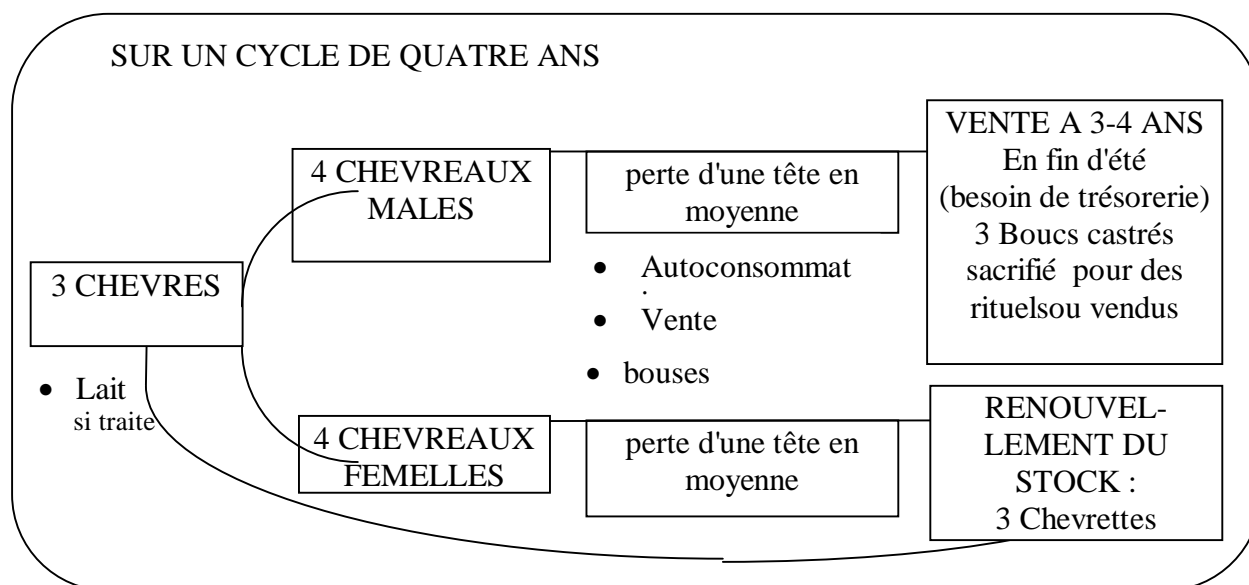 SUR UN CYCLE DE QUATRE ANS
3 CHEVRES
• Lait
si traite
4 CHEVREAUX
MALES
perte d'une tête en
moyenne
VENTE A 3-4 ANS
En fin d'été
(besoin de trésorerie)
3 Boucs castrés
sacrifié pour des
rituelsou vendus
• Autoconsommat
.
• Vente
• bouses
4 CHEVREAUX
FEMELLES
perte d'une tête en
moyenne
RENOUVEL-
LEMENT DU
STOCK :
3 Chevrettes